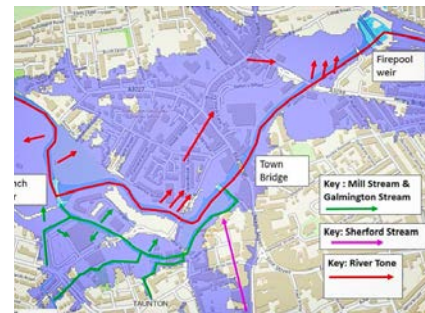 Firepool
weir
Town
Bridge
nch
Key : Mill Stream &
Galmington Stream
Key: Sherford Stream
Key: River Tone
TAUNTON